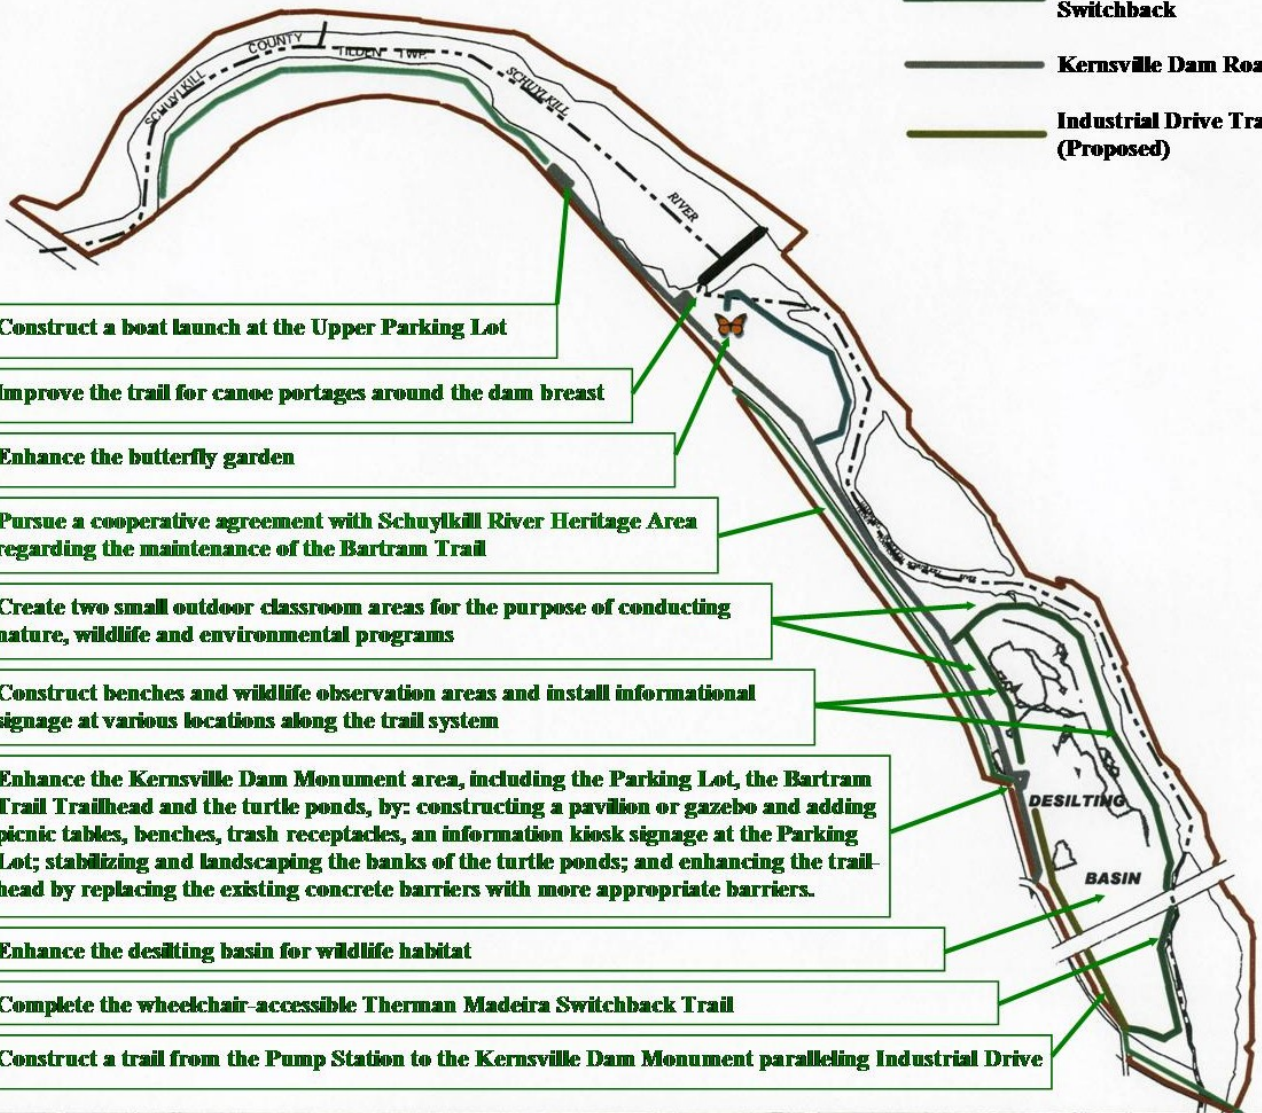 Switchback
Kernsville Dam Roa
Industrial Drive Tra
(Proposed)
SCHUYLKILL
COUNTY
TILDEN TWP.
SCHUYLKILL
RIVER
Construct a boat launch at the Upper Parking Lot
Improve the trail for canoe portages around the dam breast
Enhance the butterfly garden
Pursue a cooperative agreement with Schuylkill River Heritage Area
regarding the maintenance of the Bartram Trail
Create two small outdoor classroom areas for the purpose of conducting
nature, wildlife and environmental programs
Construct benches and wildlife observation areas and install informational
signage at various locations along the trail system
Enhance the Kernsville Dam Monument area, including the Parking Lot, the Bartram
Trail Trailhead and the turtle ponds, by: constructing a pavilion or gazebo and adding
picnic tables, benches, trash receptacles, an information kiosk signage at the Parking
Lot; stabilizing and landscaping the banks of the turtle ponds; and enhancing the trail-
head by replacing the existing concrete barriers with more appropriate barriers.
DESILTING
BASIN
Enhance the desilting basin for wildlife habitat
Complete the wheelchair-accessible Therman Madeira Switchback Trail
Construct a trail from the Pump Station to the Kernsville Dam Monument paralleling Industrial Drive